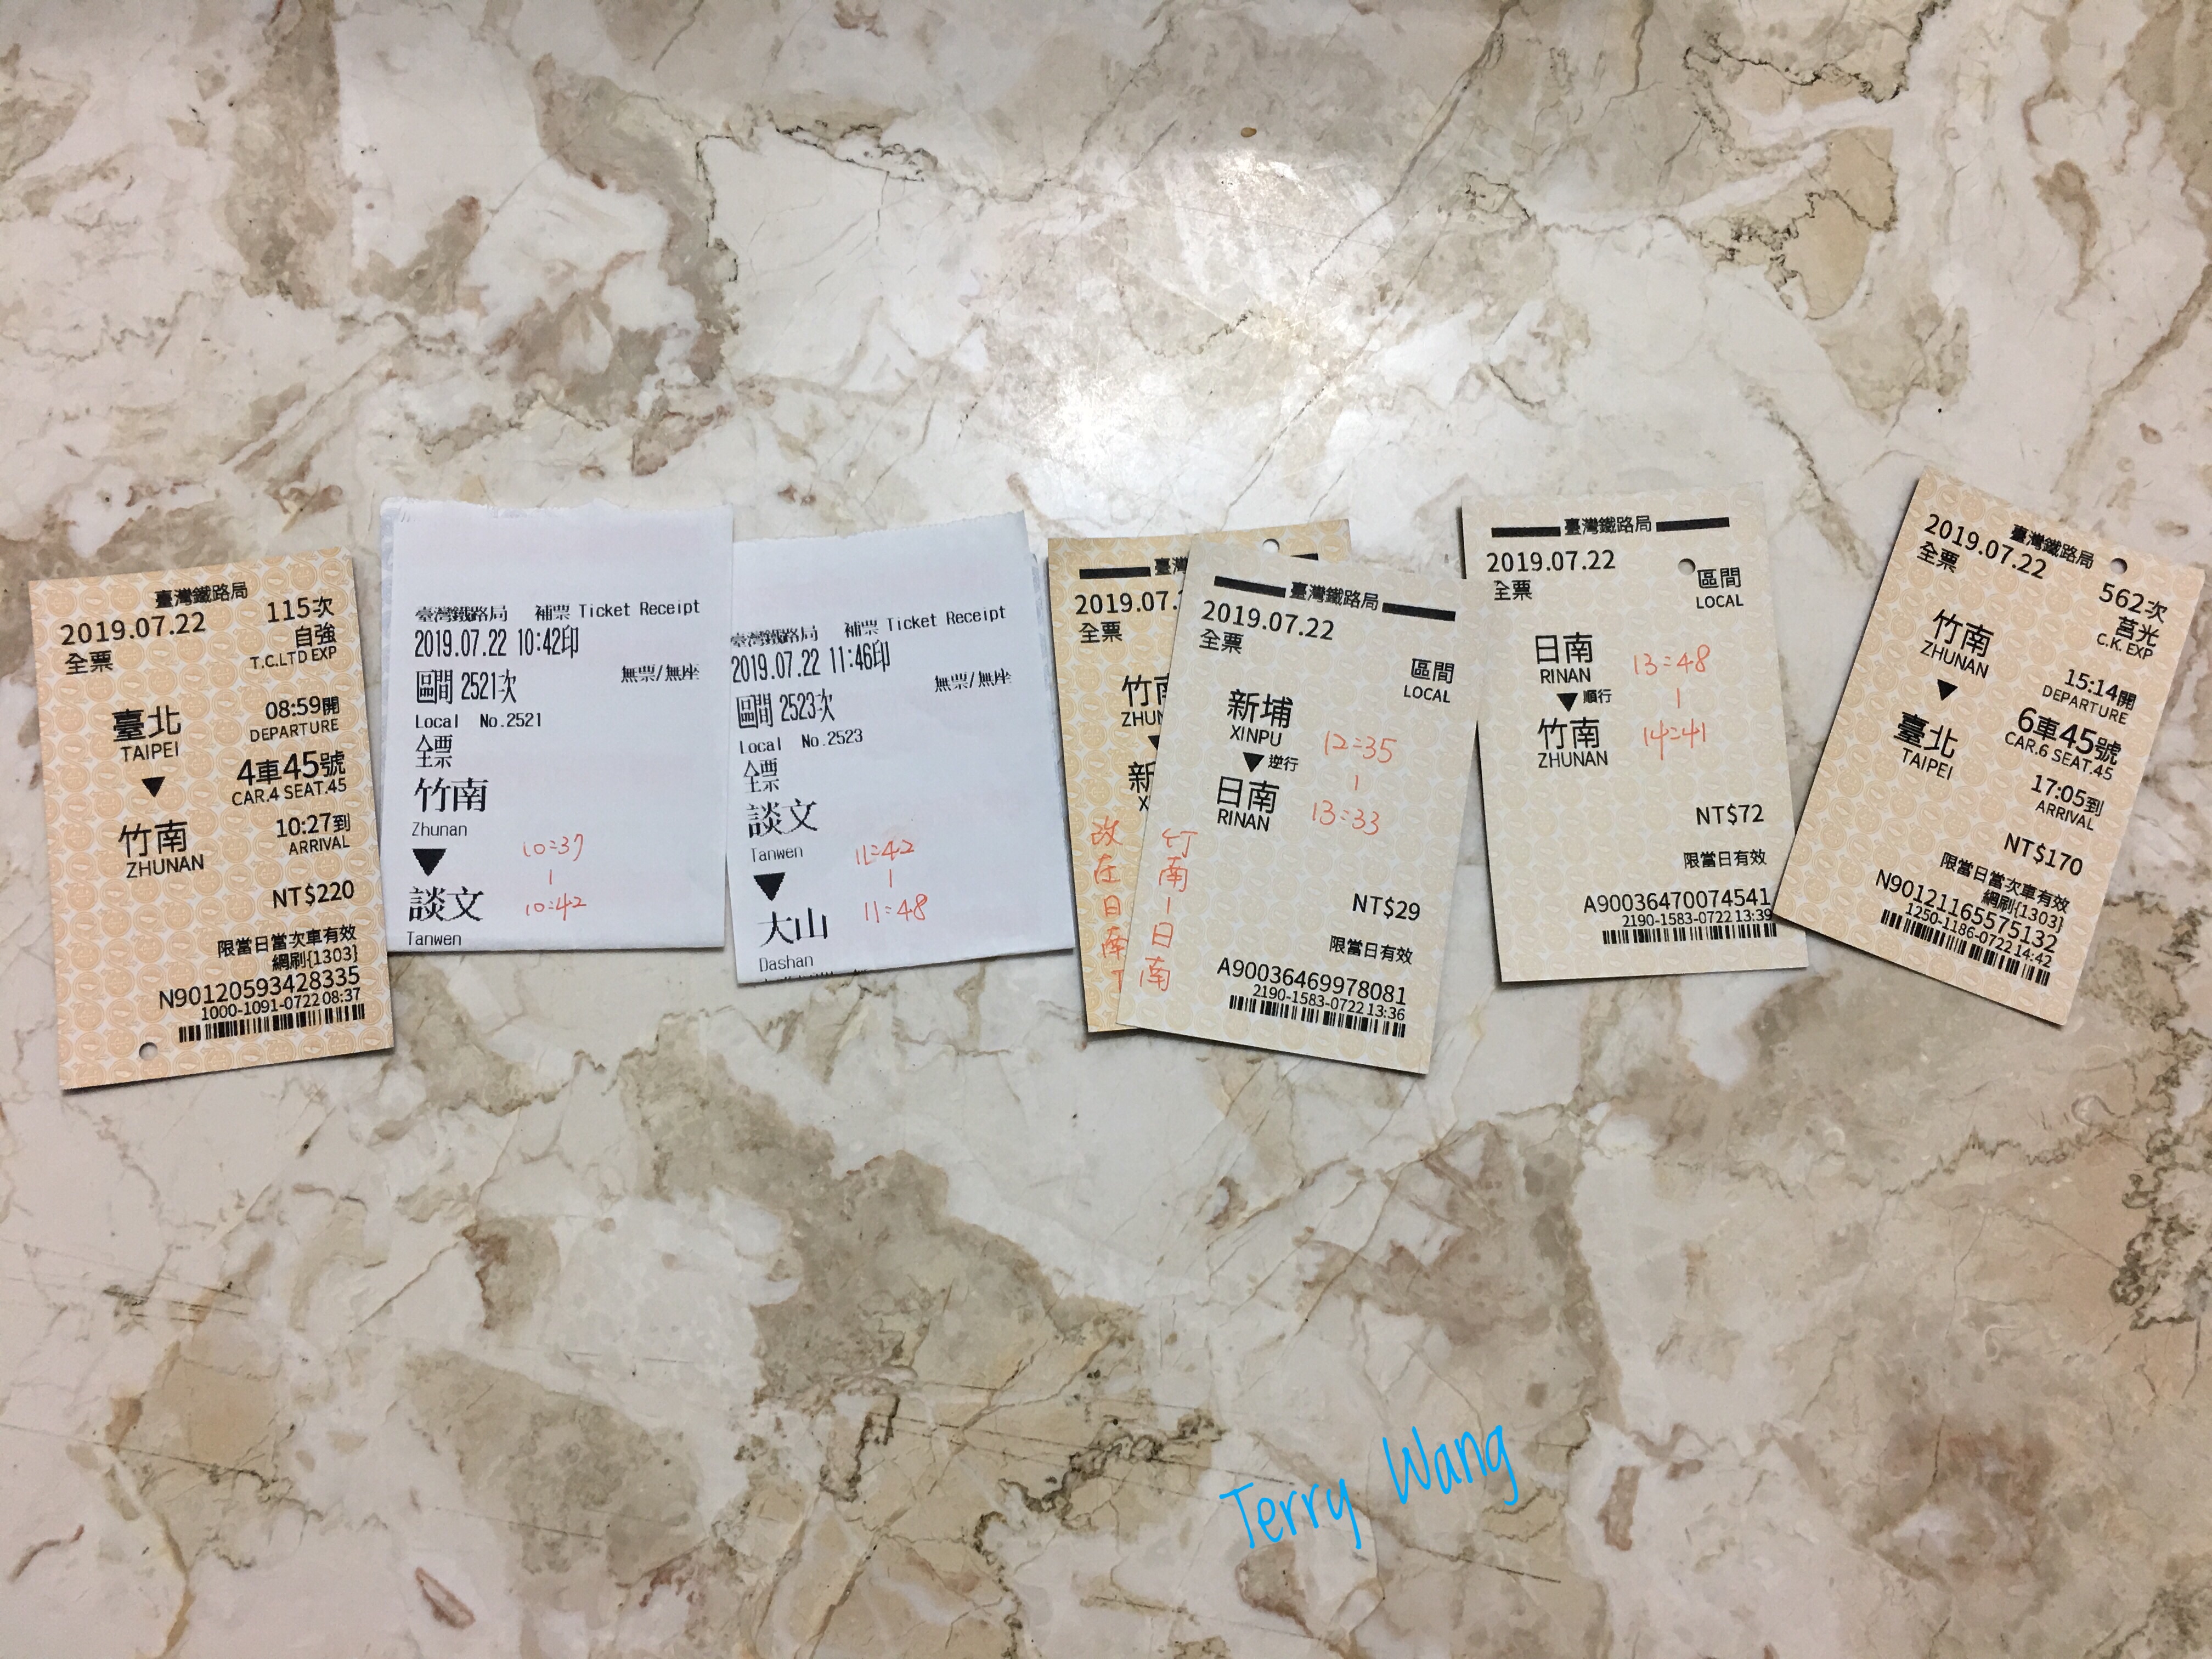 臺灣鐵路局
2019.07.22 115次
全票 自強
T.C.LTD EXP
臺北 08:59開
TAIPEI DEPARTURE
▼ 4車45號
CAR.4 SEAT.45
竹南 10:27到
ZHUNAN ARRIVAL
NT$220
限當日當次車有效
網刷{1303}
N90120593428335
1000-1091-0722 08:37
臺灣鐵路局 補票 Ticket Receipt
2019.07.22 10:42印
區間 2521次 無票/無座
Local No.2521
全票
竹南
Zhunan 10:37
▼ |
談文 10:42
Tanwen
臺灣鐵路局 補票 Ticket Receipt
2019.07.22 11:46印
區間 2523次 無票/無座
Local No.2523
全票
談文
Tanwen 11:42
▼ |
大山 11:48
Dashan
臺灣
2019.07.2
全票
竹南
ZHUN
新
X
改在日南下
臺灣鐵路局
2019.07.22
全票
區間
LOCAL
新埔
XINPU 12:35
▼逆行 |
日南 13:33
RINAN
竹南-日南
NT$29
限當日有效
A90036469978081
2190-1583-0722 13:36
臺灣鐵路局
2019.07.22 區間
全票 LOCAL
日南 13:48
RINAN
▼順行 |
竹南 14:41
ZHUNAN
NT$72
限當日有效
A90036470074541
2190-1583-0722 13:39
臺灣鐵路局
2019.07.22 562次
全票 莒光
C.K. EXP
竹南 15:14開
ZHUNAN DEPARTURE
▼ 6車45號
CAR.6 SEAT.45
臺北 17:05到
TAIPEI ARRIVAL
NT$170
限當日當次車有效
網刷{1303}
N90121165575132
1250-1186-0722 14:42
Terry Wang